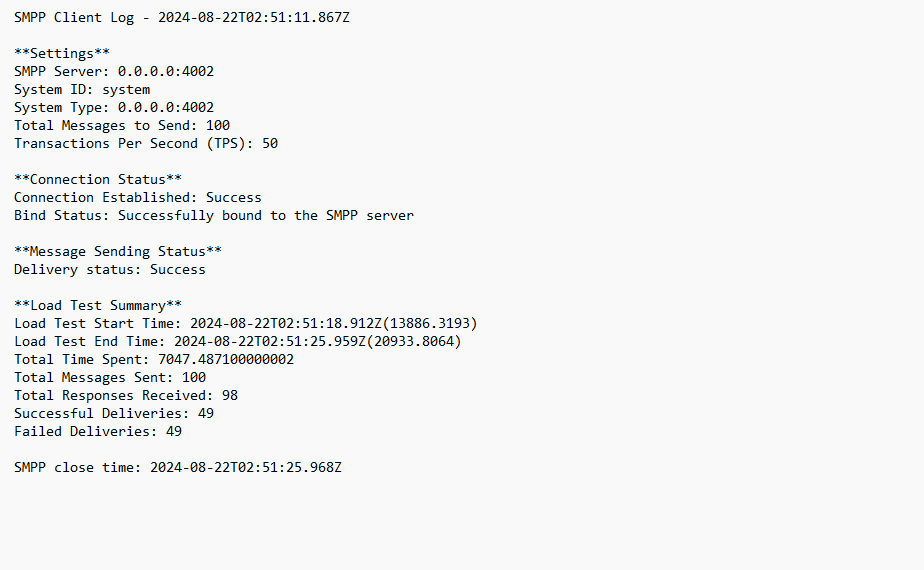 SMPP Client Log - 2024-08-22T02:51:11.867Z
**Settings**
SMPP Server: 0.0.0.0:4002
System ID: system
System Type: 0.0.0.0:4002
Total Messages to Send: 100
Transactions Per Second (TPS): 50
**Connection Status**
Connection Established: Success
Bind Status: Successfully bound to the SMPP server
**Message Sending Status**
Delivery status: Success
**Load Test Summary**
Load Test Start Time: 2024-08-22T02:51:18.912Z(13886.3193)
Load Test End Time: 2024-08-22T02:51:25.959Z(20933.8064)
Total Time Spent: 7047.487100000002
Total Messages Sent: 100
Total Responses Received: 98
Successful Deliveries: 49
Failed Deliveries: 49
SMPP close time: 2024-08-22T02:51:25.968Z